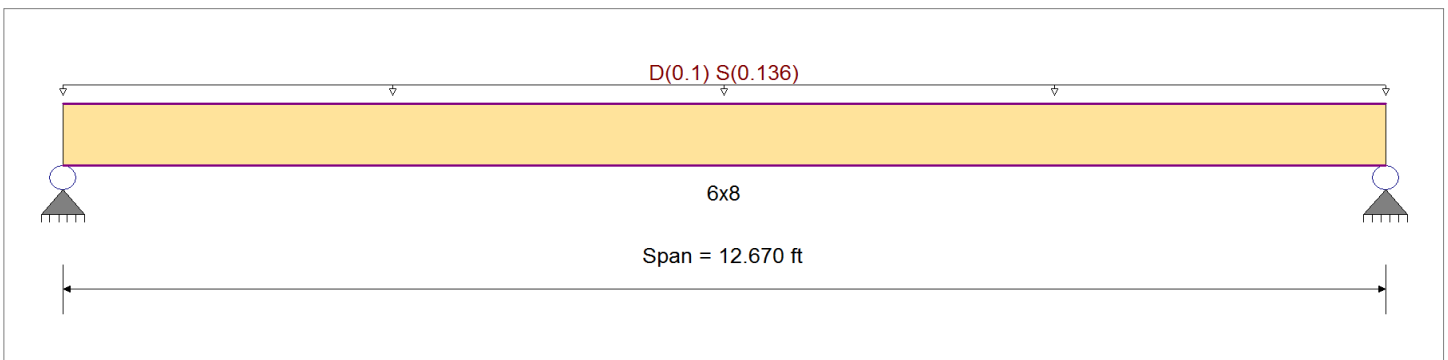 D(0.1) S(0.136)
6x8
Span = 12.670 ft